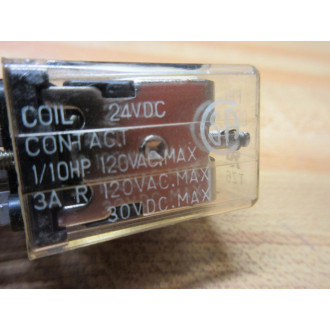 COIL 24VDC
CONTACT
1/10HP 120VAC.MAX
3A R 120VAC.MAX
30VDC.MAX